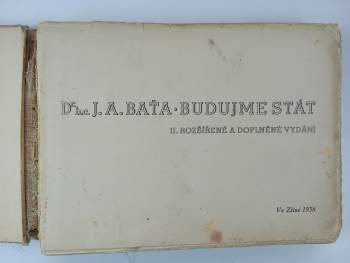 Dr h.c. J. A. BAŤA · BUDUJME STÁT
II. ROZŠÍŘENÉ A DOPLNĚNÉ VYDÁNÍ
Ve Zlíně 1938